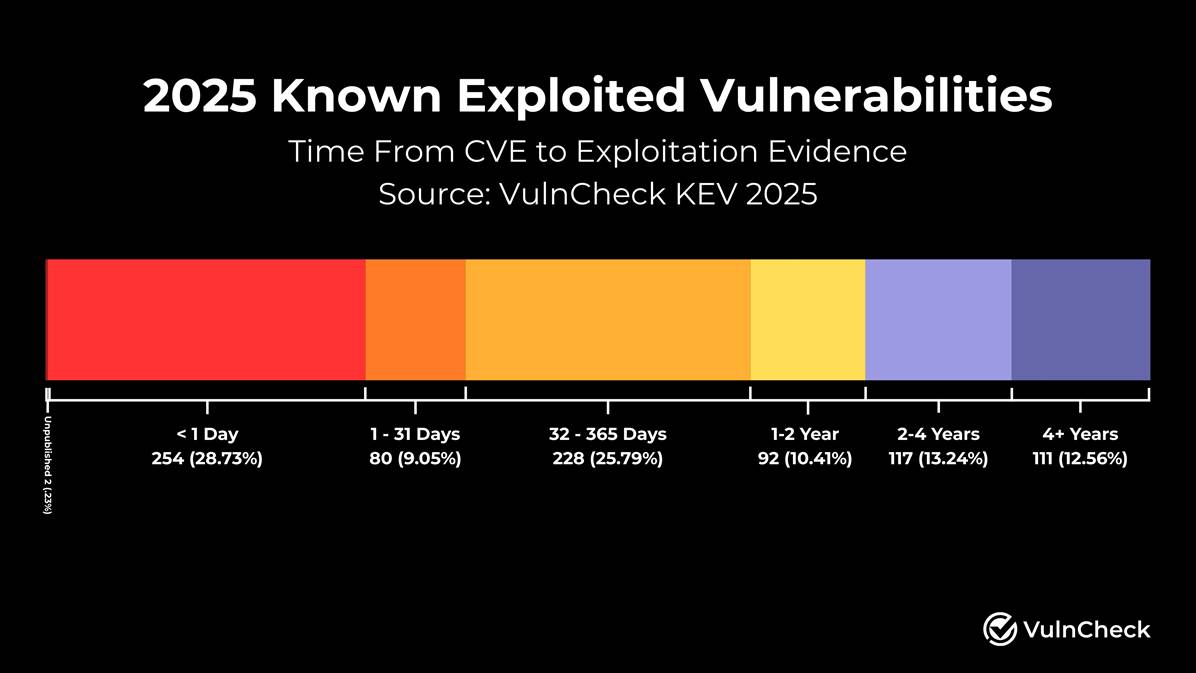 2025 Known Exploited Vulnerabilities
Time From CVE to Exploitation Evidence
Source: VulnCheck KEV 2025
Unpublished 2 (.23%)
< 1 Day
254 (28.73%)
1 - 31 Days
80 (9.05%)
32 - 365 Days
228 (25.79%)
1-2 Year
92 (10.41%)
2-4 Years
117 (13.24%)
4+ Years
111 (12.56%)
VulnCheck